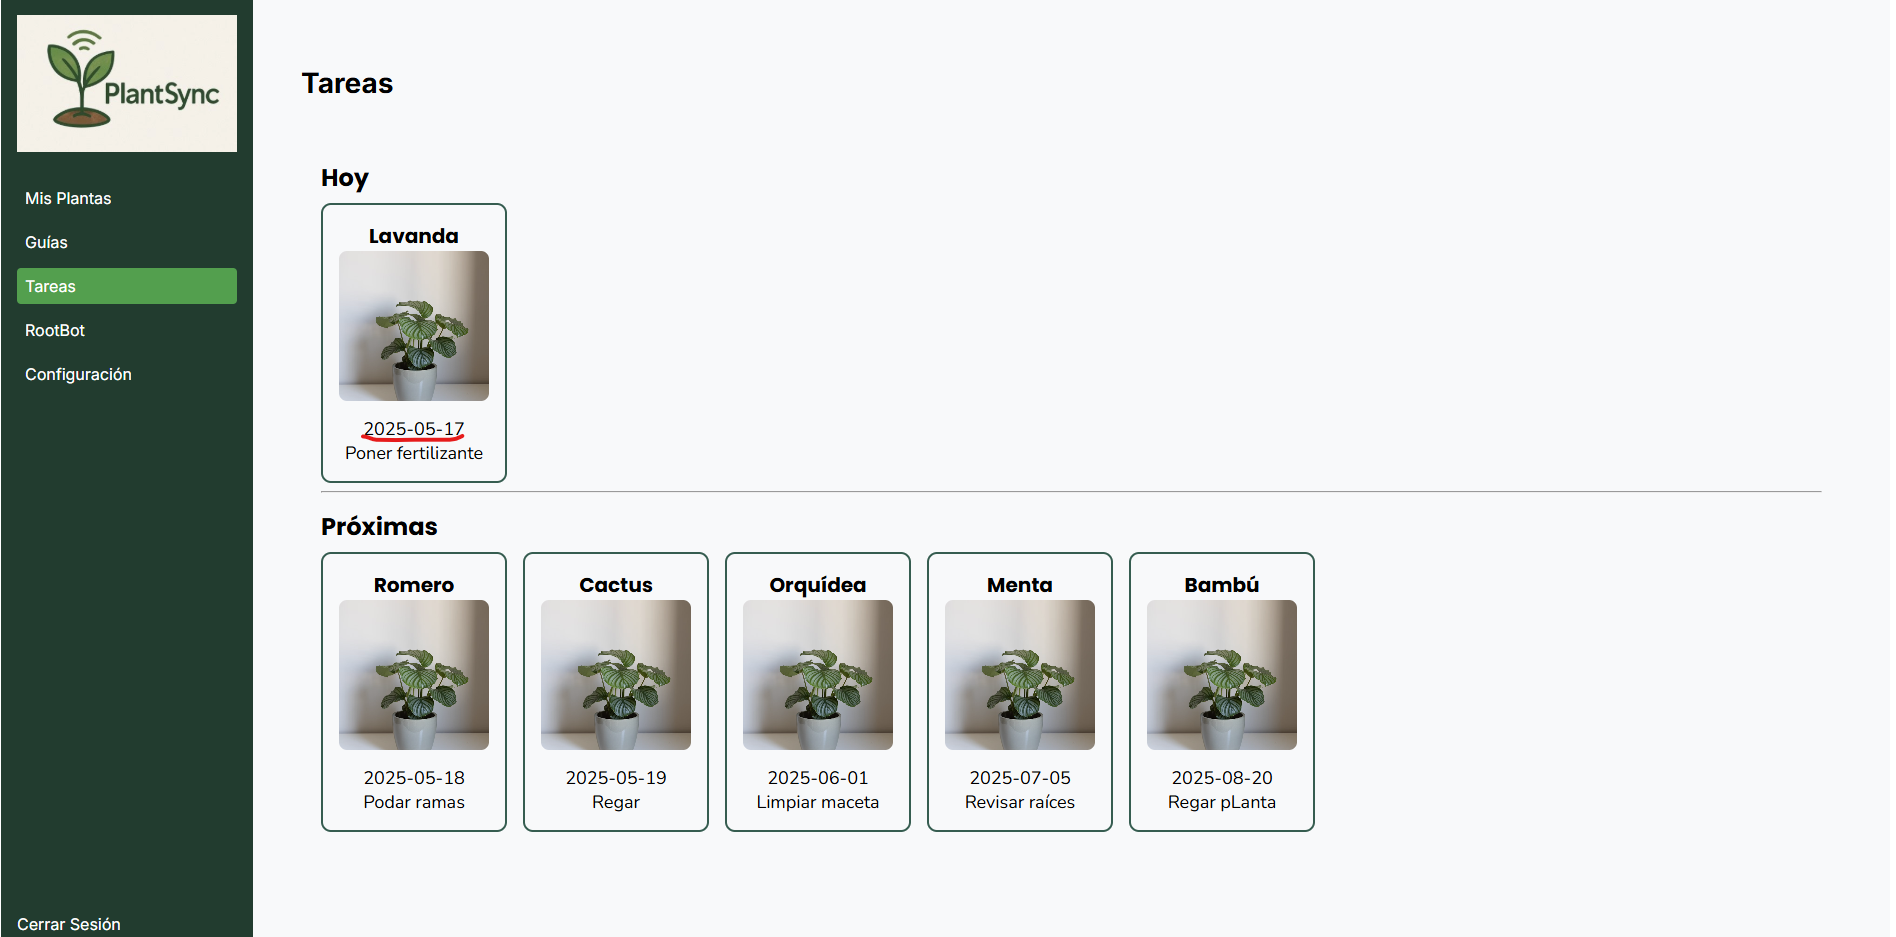 PlantSync
Mis Plantas
Guías
Tareas
RootBot
Configuración
Cerrar Sesión
Tareas
Hoy
Lavanda
2025-05-17
Poner fertilizante
Próximas
Romero
2025-05-18
Podar ramas
Cactus
2025-05-19
Regar
Orquídea
2025-06-01
Limpiar maceta
Menta
2025-07-05
Revisar raíces
Bambú
2025-08-20
Regar pLanta